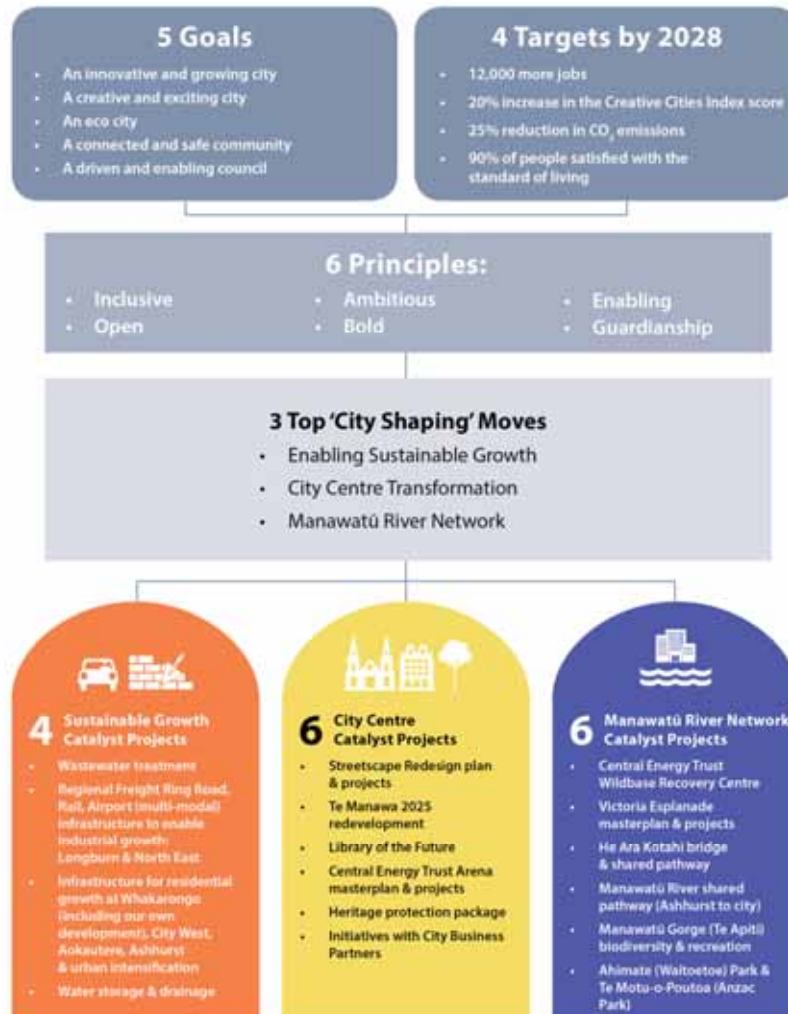 5 Goals
• An innovative and growing city
• A creative and exciting city
• An eco city
• A connected and safe community
• A driven and enabling council
4 Targets by 2028
• 12,000 more jobs
• 20% increase in the Creative Cities Index score
• 25% reduction in CO₂ emissions
• 90% of people satisfied with the
standard of living
6 Principles:
• Inclusive
• Open
• Ambitious
• Bold
• Enabling
• Guardianship
3 Top 'City Shaping' Moves
• Enabling Sustainable Growth
• City Centre Transformation
• Manawatū River Network
4 Sustainable Growth
Catalyst Projects
• Wastewater treatment
• Regional Freight Ring Road,
Rail, Airport (multi-modal)
infrastructure to enable
industrial growth:
Longburn & North East
• Infrastructure for residential
growth at Whakarongo
(including our own
development), City West,
Aokautere, Ashhurst
& urban intensification
• Water storage & drainage
6 City Centre
Catalyst Projects
• Streetscape Redesign plan
& projects
• Te Manawa 2025
redevelopment
• Library of the Future
• Central Energy Trust Arena
masterplan & projects
• Heritage protection package
• Initiatives with City Business
Partners
6 Manawatū River Network
Catalyst Projects
• Central Energy Trust
Wildbase Recovery Centre
• Victoria Esplanade
masterplan & projects
• He Ara Kotahi bridge
& shared pathway
• Manawatū River shared
pathway (Ashhurst to city)
• Manawatū Gorge (Te Apiti)
biodiversity & recreation
• Ahimate (Waitoetoe) Park &
Te Motu-o-Poutoa (Anzac
Park)